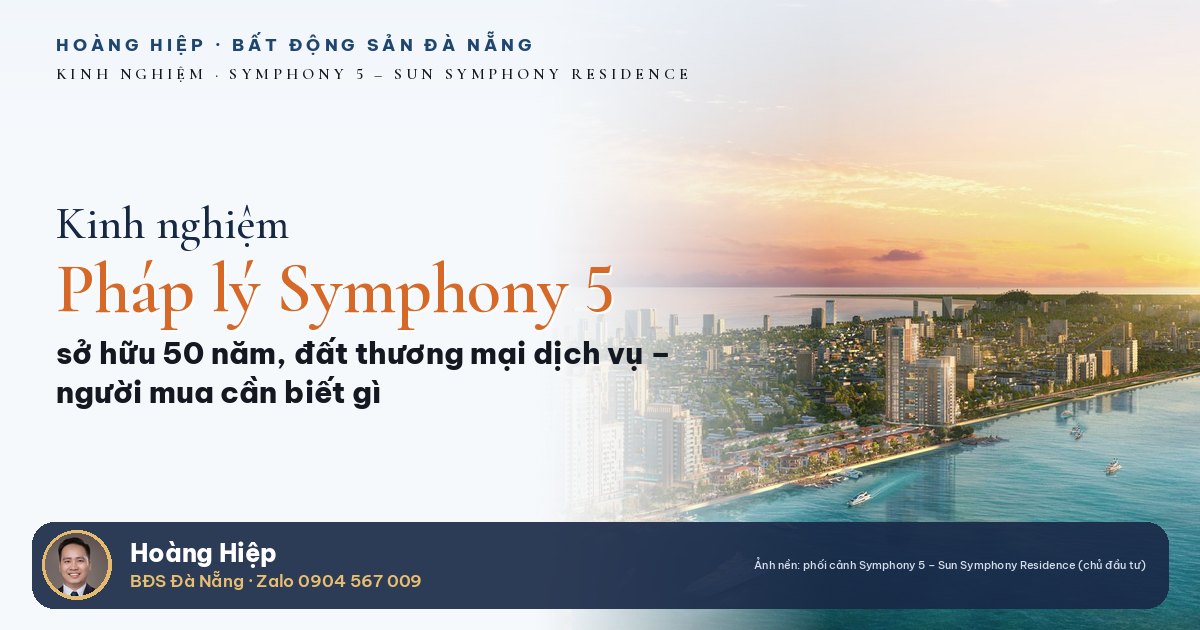 HOÀNG HIỆP · BẤT ĐỘNG SẢN ĐÀ NẴNG
KINH NGHIỆM · SYMPHONY 5 – SUN SYMPHONY RESIDENCE
Kinh nghiệm
Pháp lý Symphony 5
sở hữu 50 năm, đất thương mại dịch vụ –
người mua cần biết gì
Hoàng Hiệp
BĐS Đà Nẵng · Zalo 0904 567 009
Ảnh nền: phối cảnh Symphony 5 – Sun Symphony Residence (chủ đầu tư)